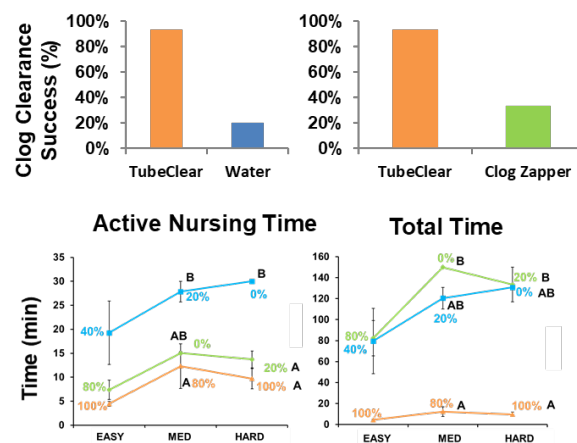 Clog Clearance
Success (%)
100%
80%
60%
40%
20%
0%
TubeClear
Water
100%
80%
60%
40%
20%
0%
TubeClear
Clog Zapper
Active Nursing Time
Total Time
Time (min)
35
30
25
20
15
10
5
0
40%
B
20%
B
0%
80%
AB
0%
20%
A
100%
A
80%
100%
A
EASY
MED
HARD
160
140
120
100
80
60
40
20
0
80%
40%
0%
B
AB
20%
20%
B
0%
AB
100%
80%
A
100%
A
EASY
MED
HARD